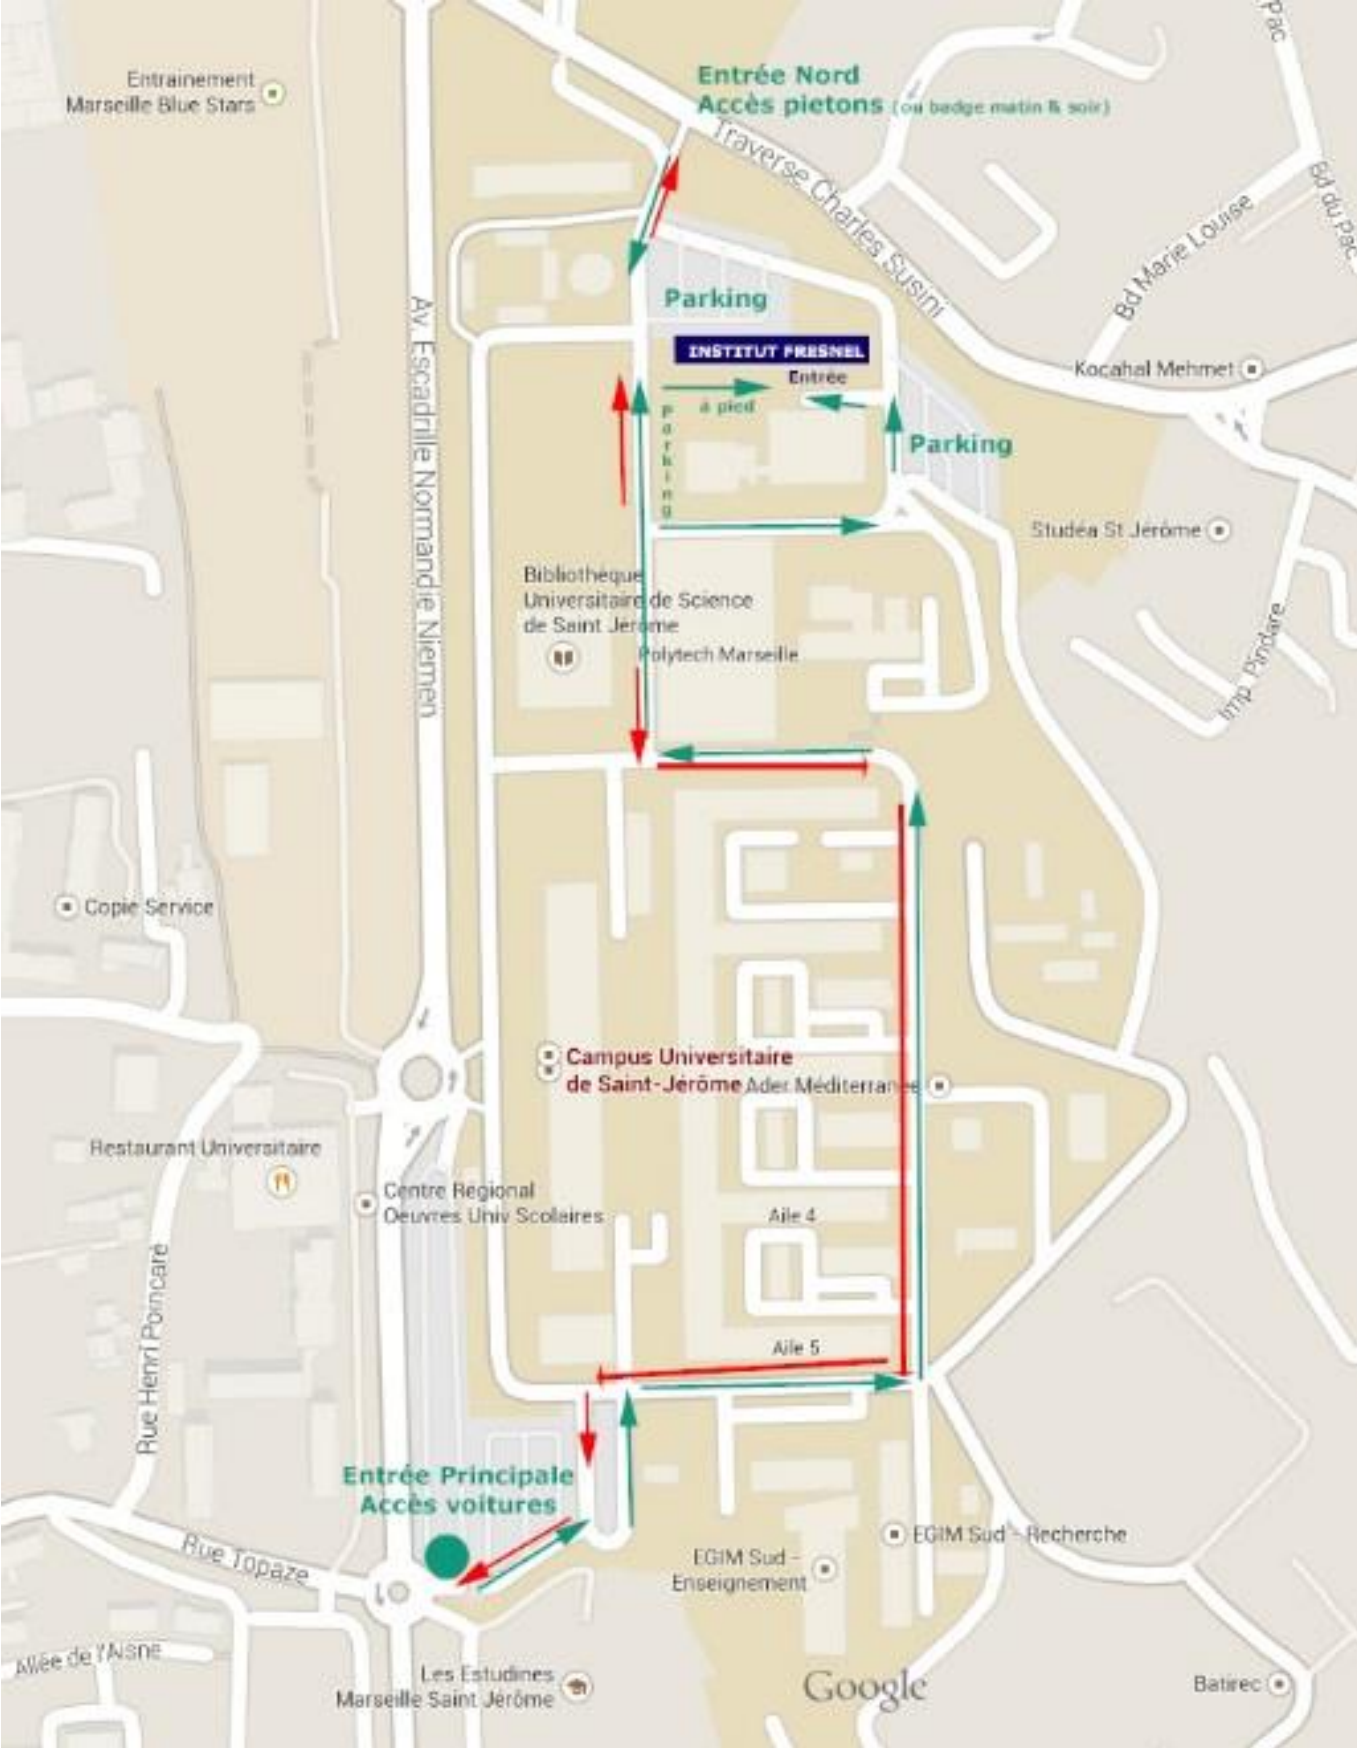 Pac
Entrainement
Marseille Blue Stars
Entrée Nord
Accès pietons (ou badge matin & soir)
Traverse Charles Susini
Bd Marie Louise
Bd du Pac
Av. Escadrille Normandie Niemen
Parking
INSTITUT FRESNEL
Entrée
à pied
Parking
Parking
Kocahal Mehmet
Studéa St Jérôme
Bibliothèque
Universitaire de Science
de Saint Jérôme
Polytech Marseille
Imp. Pindare
Copie Service
Campus Universitaire
de Saint-Jérôme
Ader Méditerranée
Restaurant Universitaire
Centre Régional
Oeuvres Univ Scolaires
Aile 4
Rue Henri Poincaré
Aile 5
Entrée Principale
Accès voitures
Rue Topaze
EGIM Sud - Recherche
EGIM Sud -
Enseignement
Allée de l'Aisne
Les Estudines
Marseille Saint Jérôme
Google
Batirec